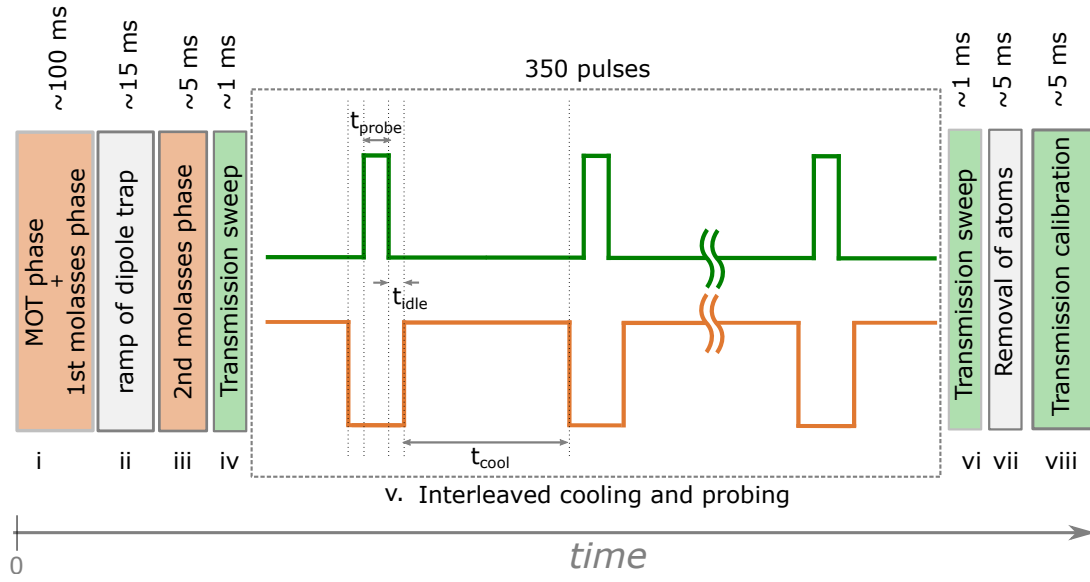 ~100 ms
~15 ms
~5 ms
~1 ms
350 pulses
~1 ms
~5 ms
~5 ms
MOT phase
+
1st molasses phase
ramp of dipole trap
2nd molasses phase
Transmission sweep
t_probe
t_idle
t_cool
Transmission sweep
Removal of atoms
Transmission calibration
i
ii
iii
iv
v. Interleaved cooling and probing
vi
vii
viii
0
time